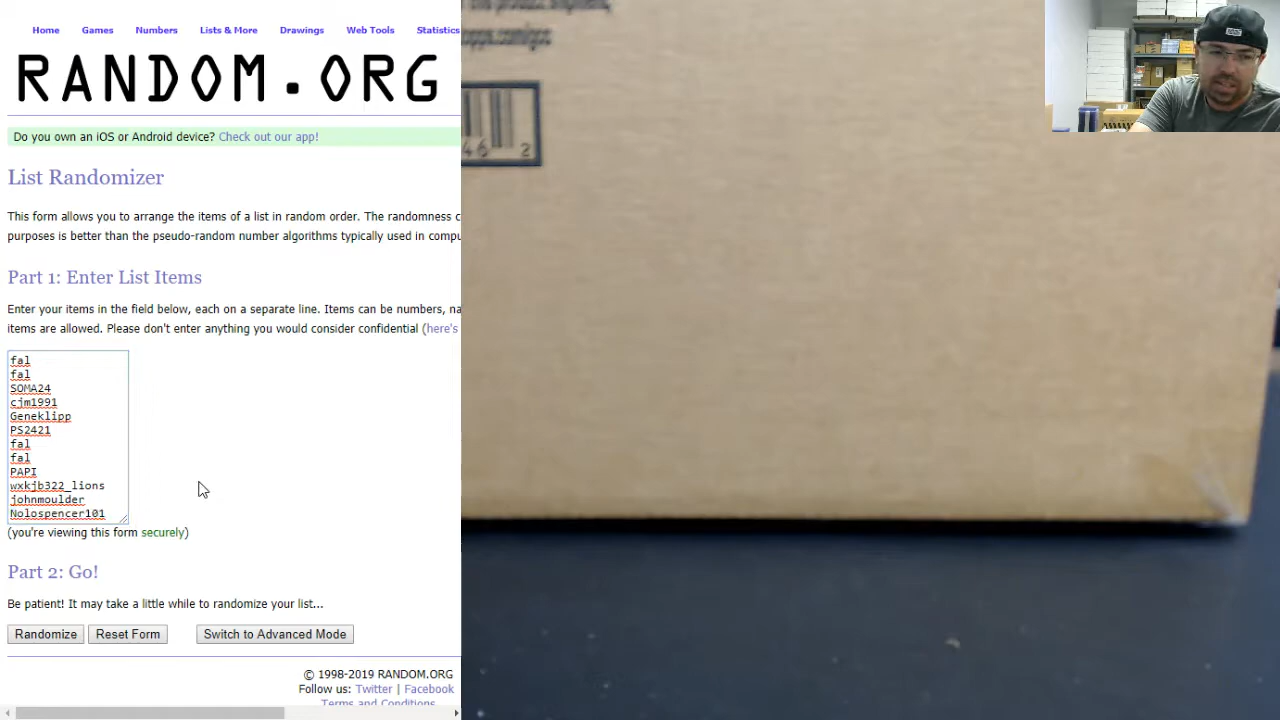 Home Games Numbers Lists & More Drawings Web Tools Statistics
RANDOM.ORG
Do you own an iOS or Android device? Check out our app!
List Randomizer
This form allows you to arrange the items of a list in random order. The randomness c
purposes is better than the pseudo-random number algorithms typically used in compu
Part 1: Enter List Items
Enter your items in the field below, each on a separate line. Items can be numbers, na
items are allowed. Please don't enter anything you would consider confidential (here's
fal
fal
SOMA24
cjm1991
Geneklipp
PS2421
fal
fal
PAPI
wxkjb322_lions
johnmoulder
Nolospencer101
(you're viewing this form securely)
Part 2: Go!
Be patient! It may take a little while to randomize your list...
Randomize Reset Form Switch to Advanced Mode
© 1998-2019 RANDOM.ORG
Follow us: Twitter | Facebook
Terms and Conditions
46 2